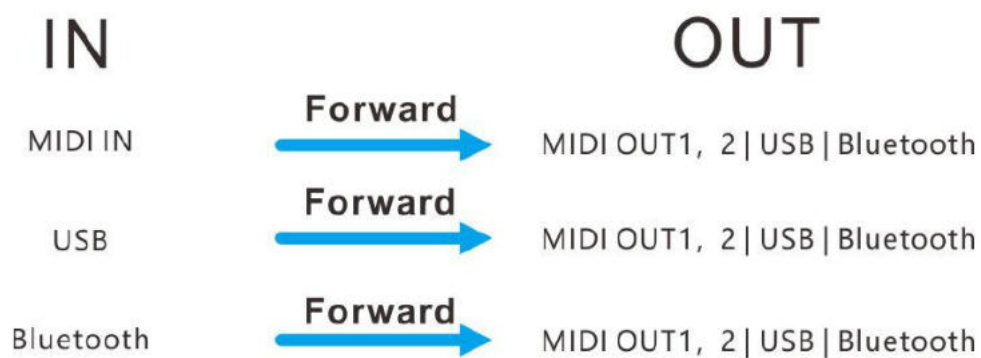 IN OUT
Forward
MIDI IN MIDI OUT1, 2 | USB | Bluetooth
Forward
USB MIDI OUT1, 2 | USB | Bluetooth
Forward
Bluetooth MIDI OUT1, 2 | USB | Bluetooth